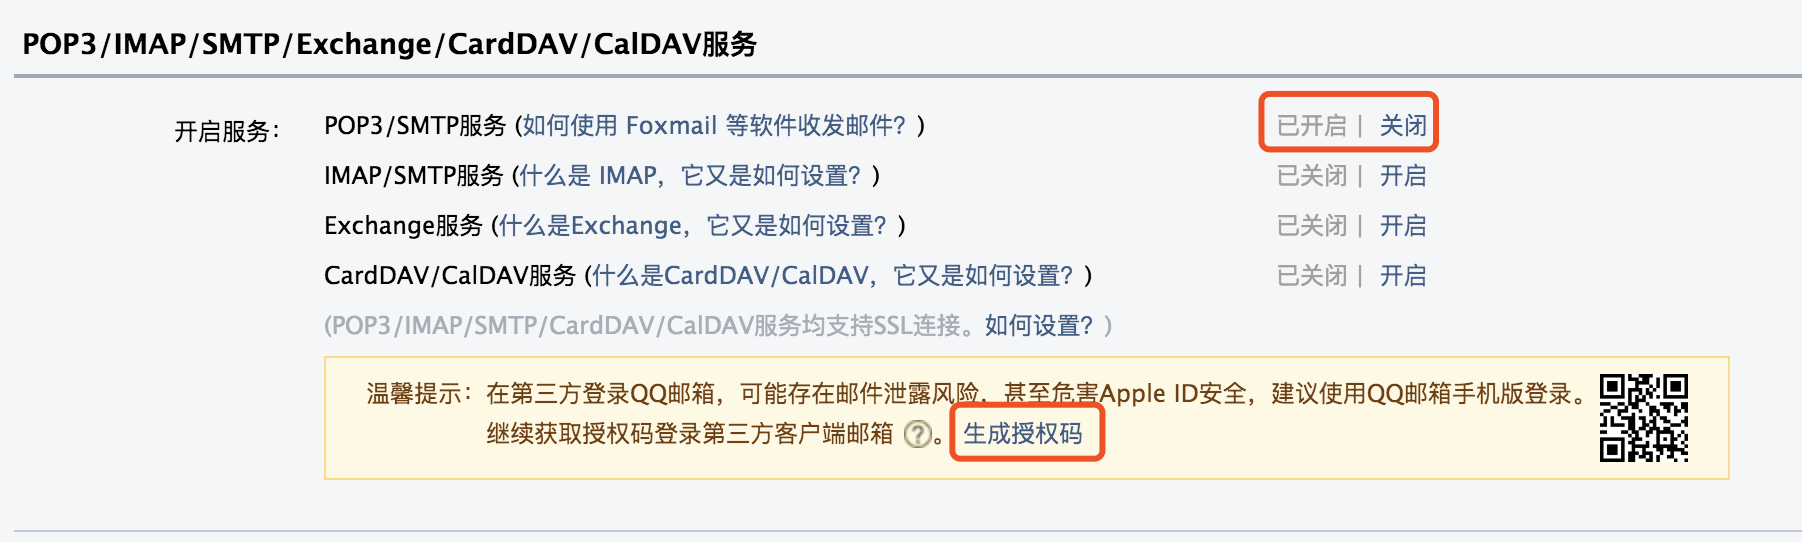 POP3/IMAP/SMTP/Exchange/CardDAV/CalDAV服务
开启服务： POP3/SMTP服务 (如何使用 Foxmail 等软件收发邮件？) 已开启 | 关闭
IMAP/SMTP服务 (什么是 IMAP，它又是如何设置？) 已关闭 | 开启
Exchange服务 (什么是Exchange，它又是如何设置？) 已关闭 | 开启
CardDAV/CalDAV服务 (什么是CardDAV/CalDAV，它又是如何设置？) 已关闭 | 开启
(POP3/IMAP/SMTP/CardDAV/CalDAV服务均支持SSL连接。如何设置？)
温馨提示：在第三方登录QQ邮箱，可能存在邮件泄露风险，甚至危害Apple ID安全，建议使用QQ邮箱手机版登录。
继续获取授权码登录第三方客户端邮箱 ?。生成授权码